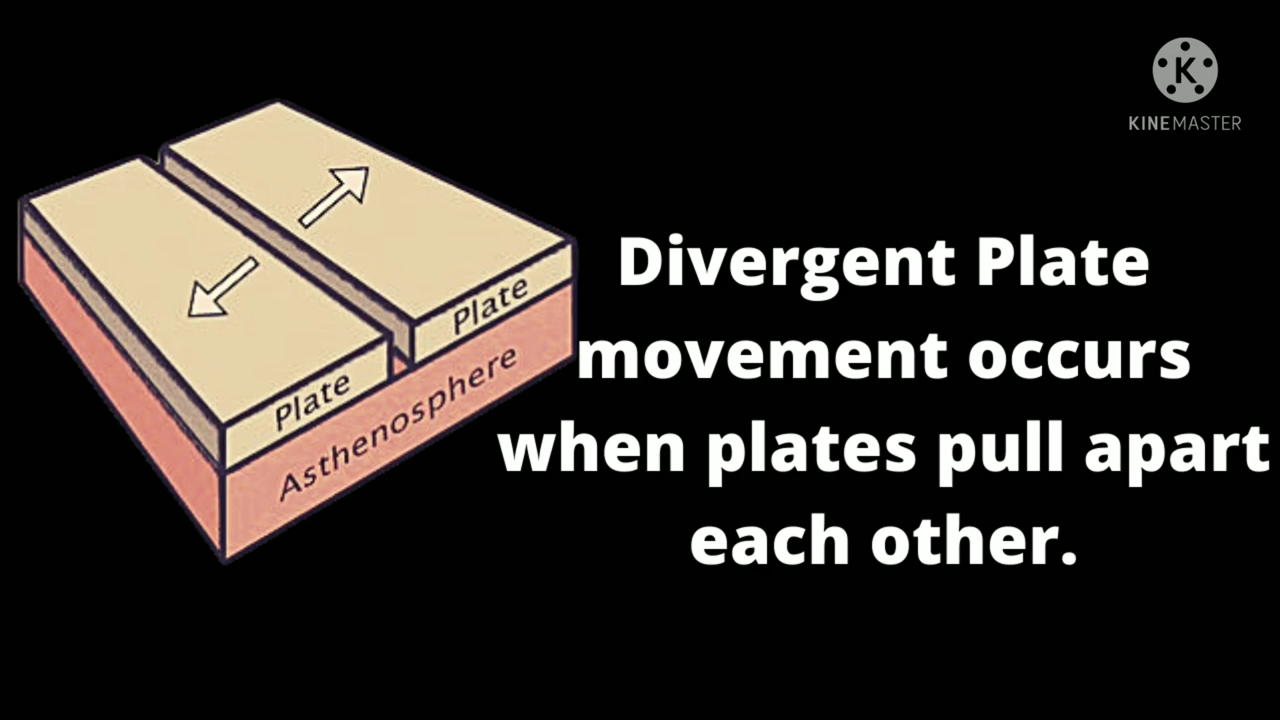 K
KINEMASTER
Divergent Plate
movement occurs
when plates pull apart
each other.
Plate
Plate
Asthenosphere